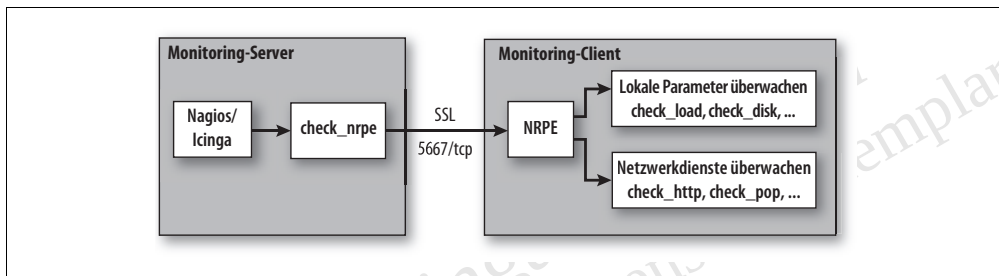 Monitoring-Server
Nagios/
Icinga
check_nrpe
SSL
5667/tcp
Monitoring-Client
NRPE
Lokale Parameter überwachen
check_load, check_disk, ...
Netzwerkdienste überwachen
check_http, check_pop, ...